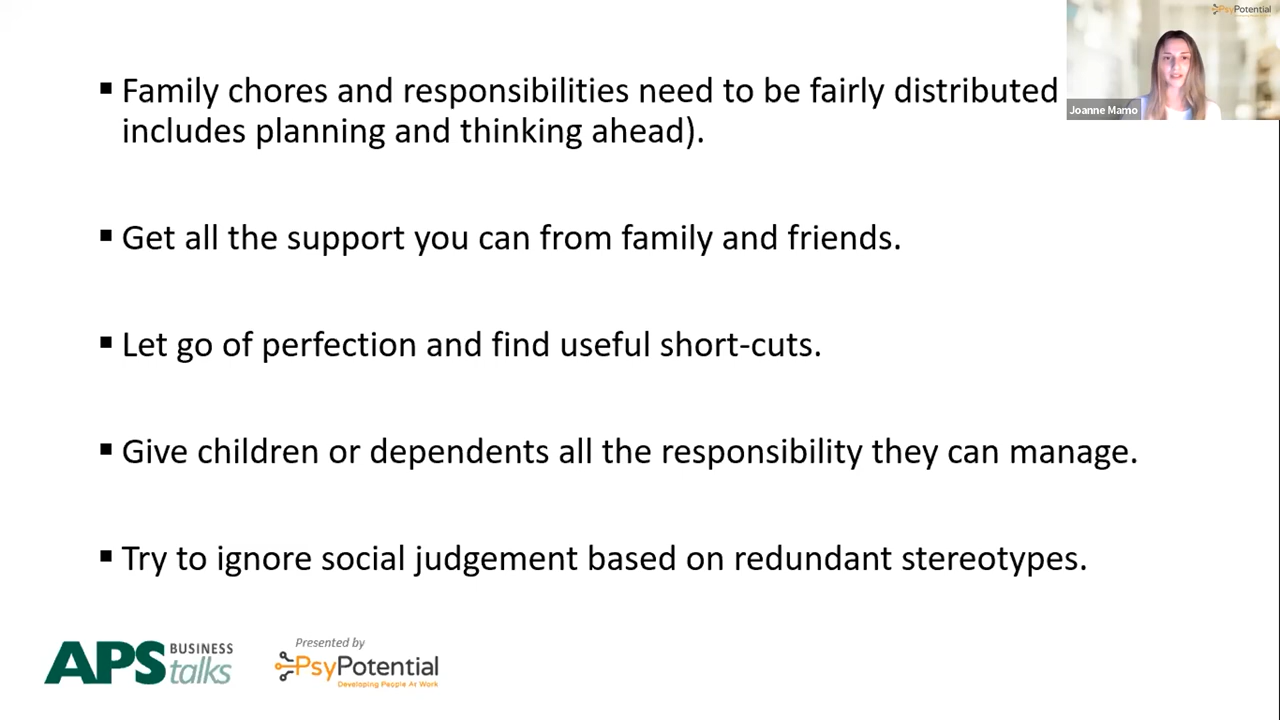 PsyPotential
▪ Family chores and responsibilities need to be fairly distributed
Joanne Mamo
includes planning and thinking ahead).
▪ Get all the support you can from family and friends.
▪ Let go of perfection and find useful short-cuts.
▪ Give children or dependents all the responsibility they can manage.
▪ Try to ignore social judgement based on redundant stereotypes.
APS BUSINESS
talks
Presented by
PsyPotential
Developing People At Work